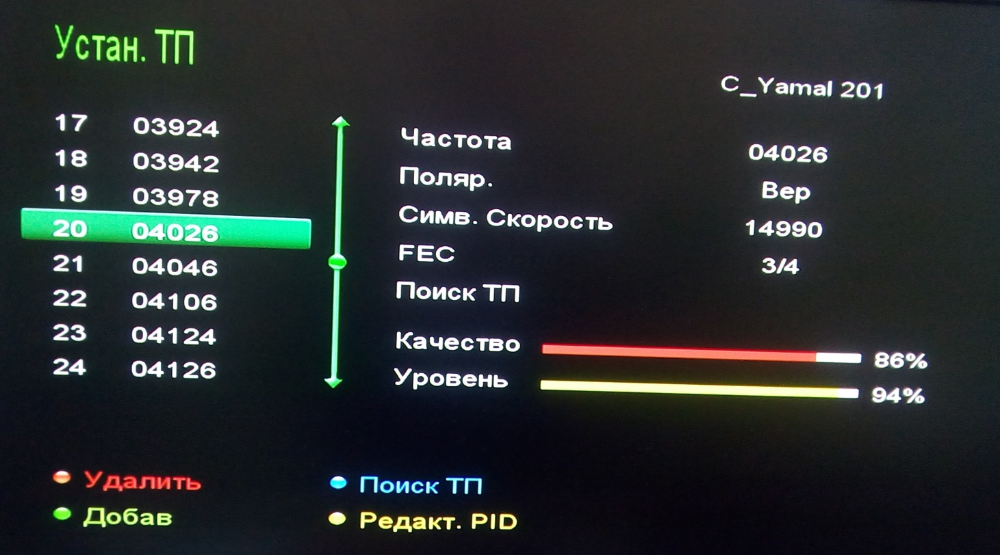 Устан. ТП
C_Yamal 201
17 03924
18 03942
19 03978
20 04026
21 04046
22 04106
23 04124
24 04126
Частота 04026
Поляр. Вер
Симв. Скорость 14990
FEC 3/4
Поиск ТП
Качество 86%
Уровень 94%
Удалить Поиск ТП
Добав Редакт. PID